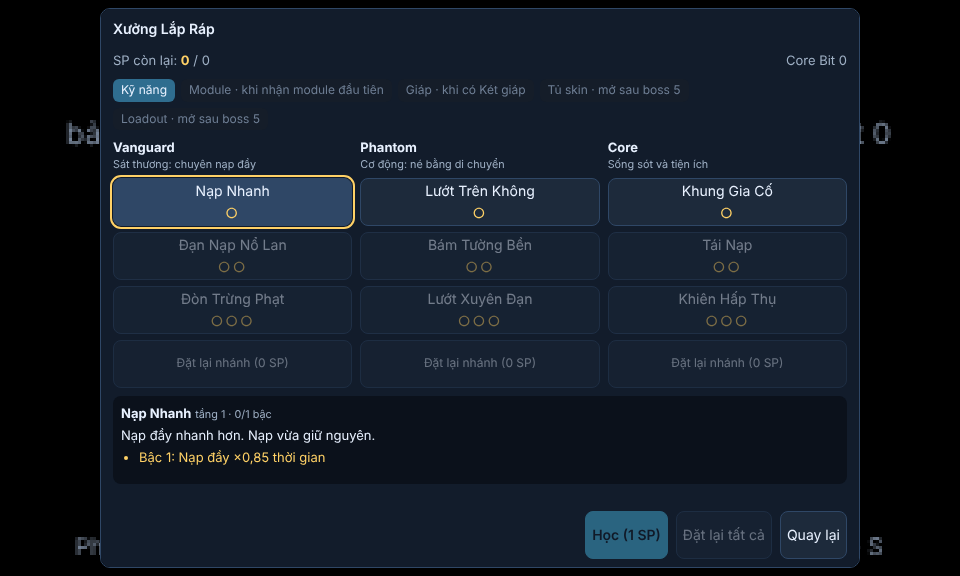 Xưởng Lắp Ráp
SP còn lại: 0 / 0
Core Bit 0
Kỹ năng
Module · khi nhận module đầu tiên
Giáp · khi có Két giáp
Tủ skin · mở sau boss 5
Loadout · mở sau boss 5
Vanguard
Sát thương: chuyên nạp đầy
Phantom
Cơ động: né bằng di chuyển
Core
Sống sót và tiện ích
Nạp Nhanh
Lướt Trên Không
Khung Gia Cố
Đạn Nạp Nổ Lan
Bám Tường Bền
Tái Nạp
Đòn Trừng Phạt
Lướt Xuyên Đạn
Khiên Hấp Thụ
Đặt lại nhánh (0 SP)
Đặt lại nhánh (0 SP)
Đặt lại nhánh (0 SP)
Nạp Nhanh tầng 1 · 0/1 bậc
Nạp đầy nhanh hơn. Nạp vừa giữ nguyên.
• Bậc 1: Nạp đầy ×0,85 thời gian
Học (1 SP)
Đặt lại tất cả
Quay lại